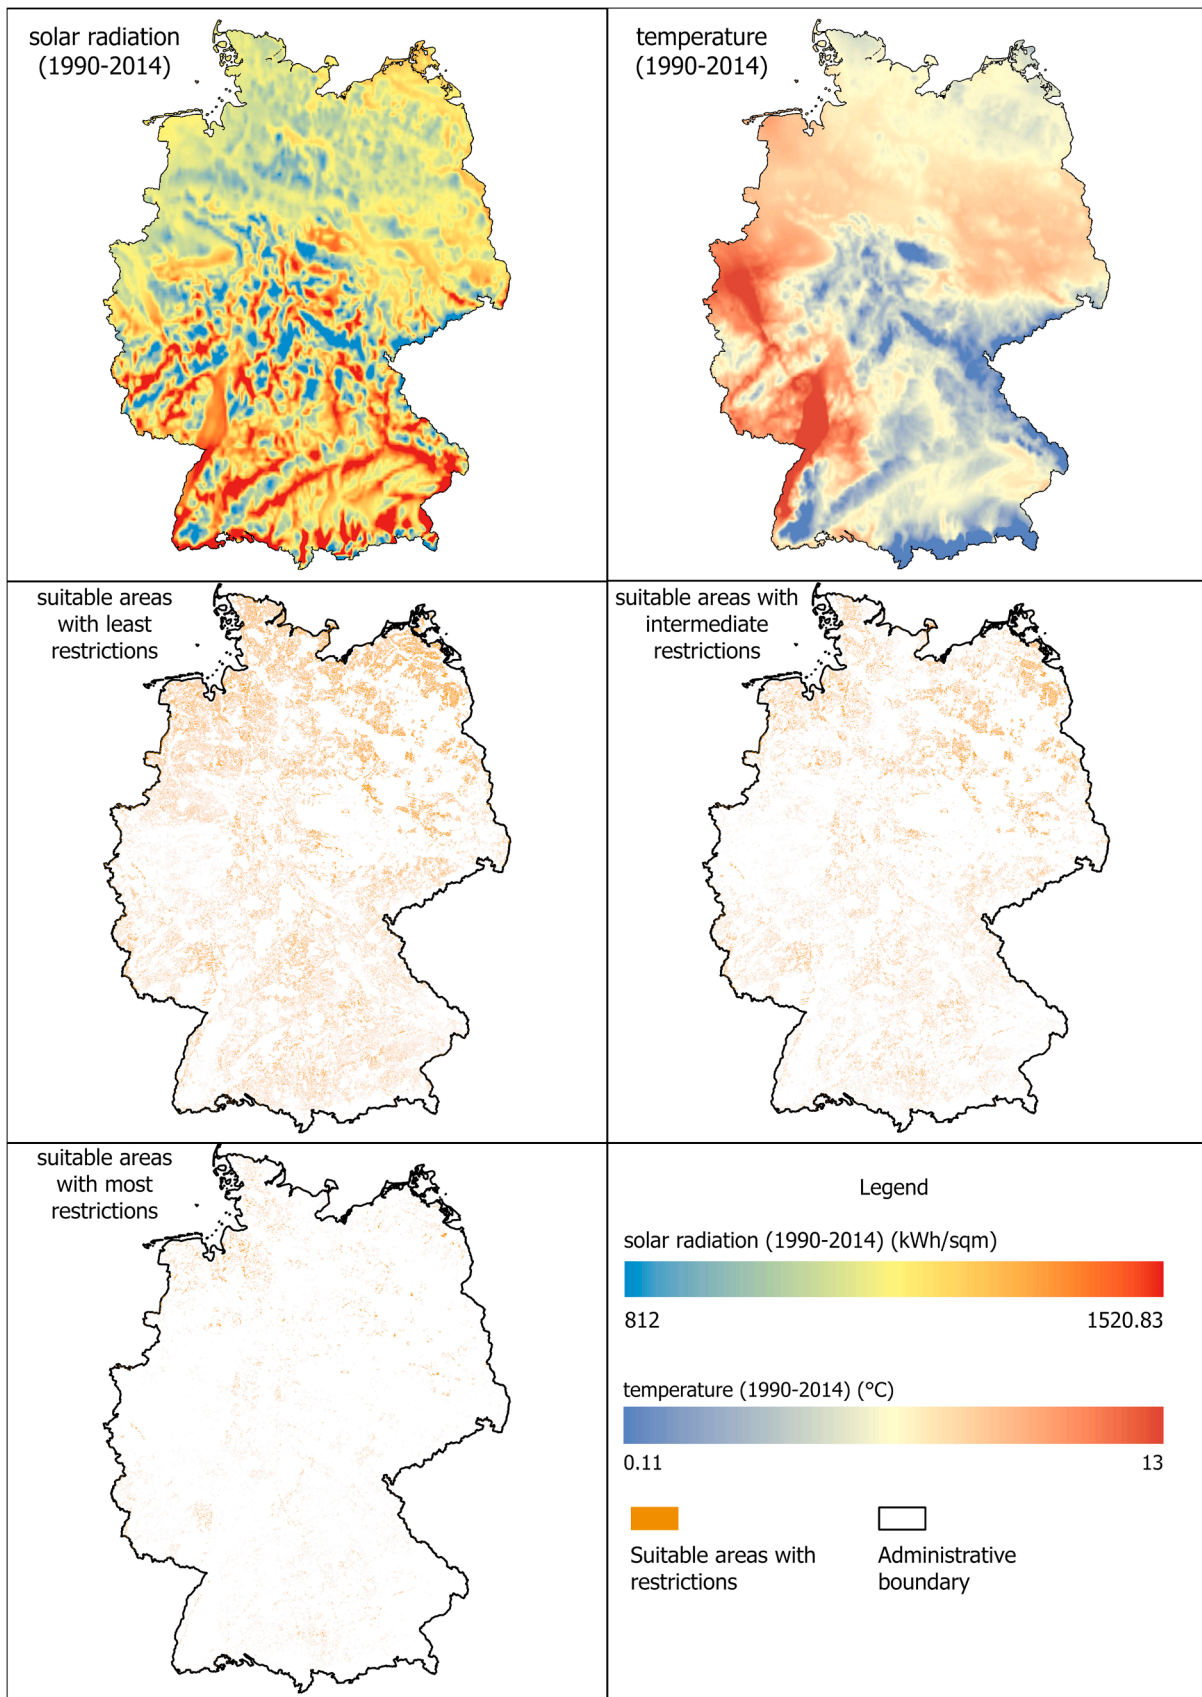 solar radiation
(1990-2014)
temperature
(1990-2014)
suitable areas
with least
restrictions
suitable areas with
intermediate
restrictions
suitable areas
with most
restrictions
Legend
solar radiation (1990-2014) (kWh/sqm)
812 1520.83
temperature (1990-2014) (°C)
0.11 13
Suitable areas with
restrictions
Administrative
boundary